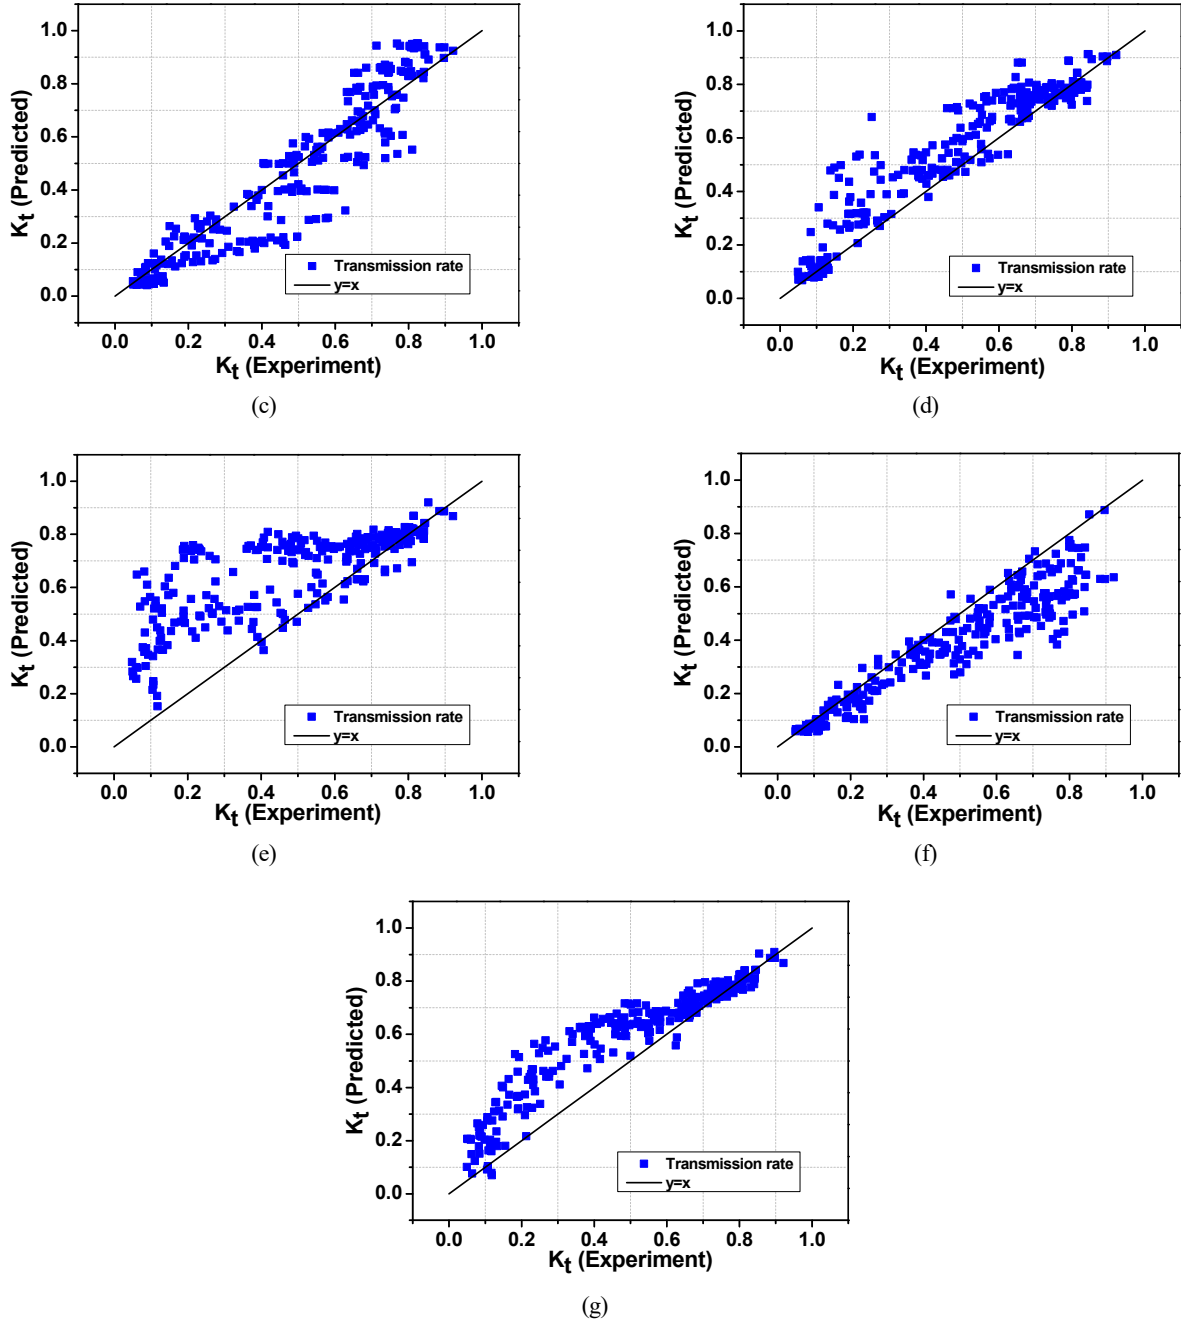 1.0
0.8
0.6
0.4
0.2
0.0
Kt (Predicted)
Transmission rate
y=x
0.0 0.2 0.4 0.6 0.8 1.0
Kt (Experiment)
(c)
1.0
0.8
0.6
0.4
0.2
0.0
Kt (Predicted)
Transmission rate
y=x
0.0 0.2 0.4 0.6 0.8 1.0
Kt (Experiment)
(d)
1.0
0.8
0.6
0.4
0.2
0.0
Kt (Predicted)
Transmission rate
y=x
0.0 0.2 0.4 0.6 0.8 1.0
Kt (Experiment)
(e)
1.0
0.8
0.6
0.4
0.2
0.0
Kt (Predicted)
Transmission rate
y=x
0.0 0.2 0.4 0.6 0.8 1.0
Kt (Experiment)
(f)
1.0
0.8
0.6
0.4
0.2
0.0
Kt (Predicted)
Transmission rate
y=x
0.0 0.2 0.4 0.6 0.8 1.0
Kt (Experiment)
(g)